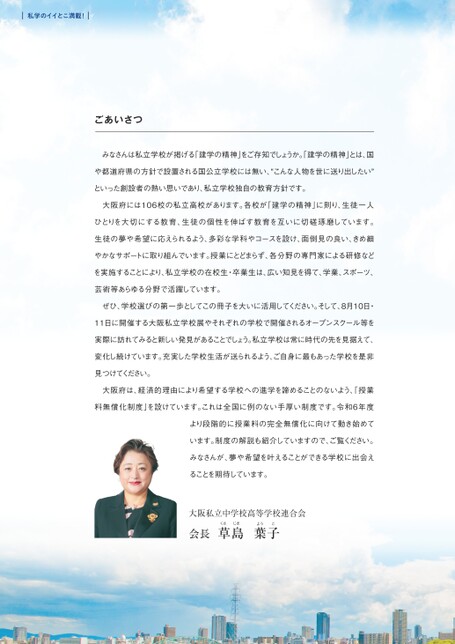 私学のイイとこ満載!
ごあいさつ
みなさんは私立学校が掲げる「建学の精神」をご存知でしょうか。「建学の精神」とは、国
や都道府県の方針で設置される国公立学校には無い、“こんな人物を世に送り出したい”
といった創設者の熱い思いであり、私立学校独自の教育方針です。
大阪府には106校の私立高校があります。各校が「建学の精神」に則り、生徒一人
ひとりを大切にする教育、生徒の個性を伸ばす教育を互いに切磋琢磨しています。
生徒の夢や希望に応えられるよう、多彩な学科やコースを設け、面倒見の良い、きめ細
やかなサポートに取り組んでいます。授業にとどまらず、各分野の専門家による研修など
を実施することにより、私立学校の在校生・卒業生は、広い知見を得て、学業、スポーツ、
芸術等あらゆる分野で活躍しています。
ぜひ、学校選びの第一歩としてこの冊子を大いに活用してください。そして、8月10日・
11日に開催する大阪私立学校展やそれぞれの学校で開催されるオープンスクール等を
実際に訪れてみると新しい発見があることでしょう。私立学校は常に時代の先を見据えて、
変化し続けています。充実した学校生活が送られるよう、ご自身に最もあった学校を是非
見つけてください。
大阪府は、経済的理由により希望する学校への進学を諦めることのないよう、「授業
料無償化制度」を設けています。これは全国に例のない手厚い制度です。令和6年度
より段階的に授業料の完全無償化に向けて動き始めて
います。制度の解説も紹介していますので、ご覧ください。
みなさんが、夢や希望を叶えることができる学校に出会え
ることを期待しています。
大阪私立中学校高等学校連合会
くさ じま よう こ
会長 草島 葉子